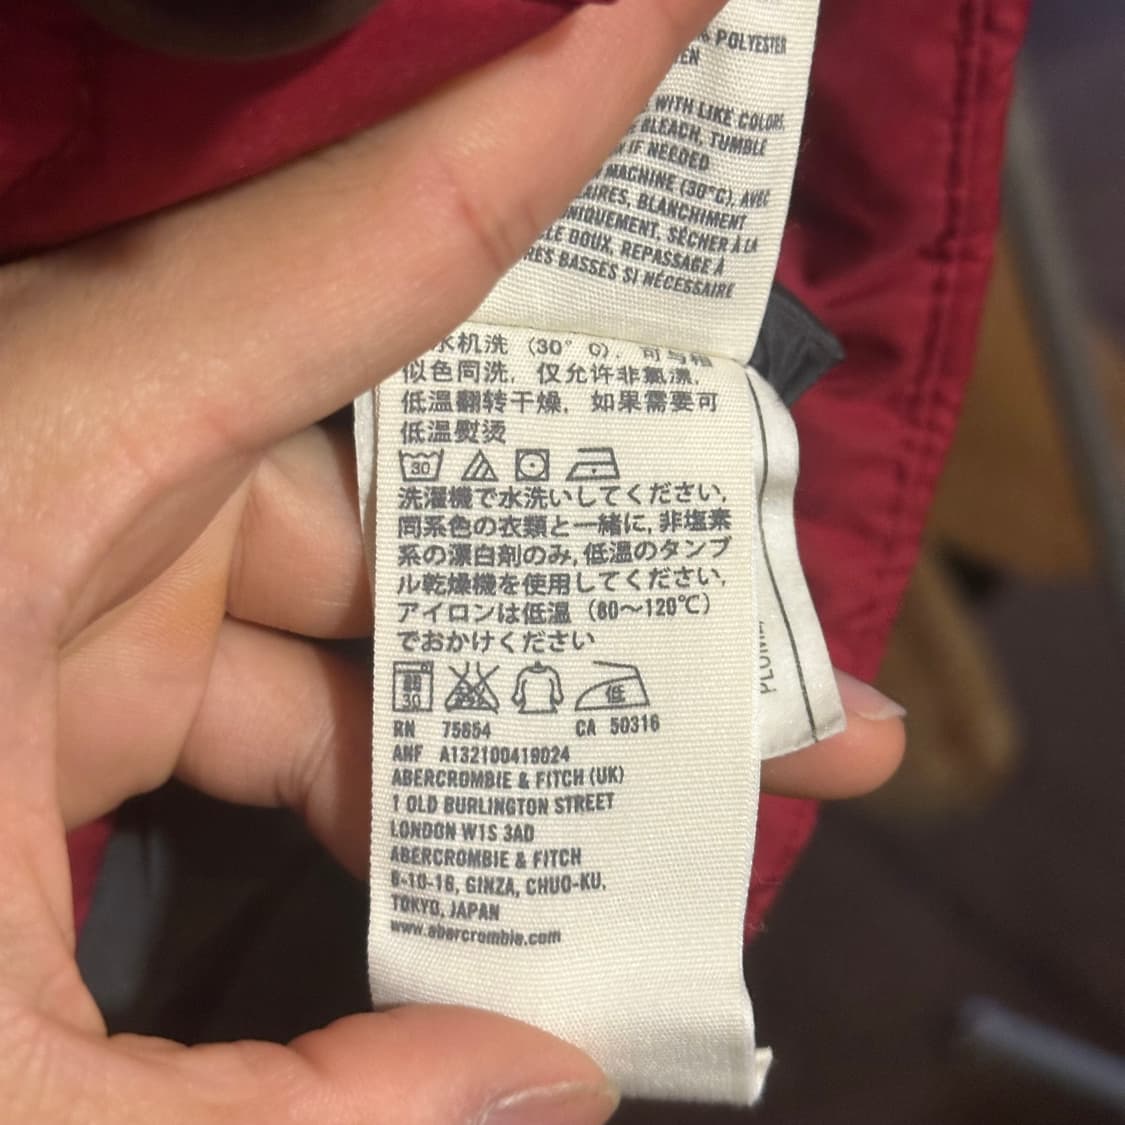 POLYESTER
WITH LIKE COLORS,
BLEACH, TUMBLE
IF NEEDED
MACHINE (30°C), AVEC
BLANCHIMENT
SÉCHER À LA
DOUX, REPASSAGE À
BASSES SI NÉCESSAIRE
水机洗 (30° C)，可与相
似色同洗，仅允许非氯漂，
低温翻转干燥，如果需要可
低温熨烫
30
洗濯機で水洗いしてください，
同系色の衣類と一緒に，非塩素
系の漂白剤のみ，低温のタンブ
ル乾燥機を使用してください，
アイロンは低温（80～120℃）
でおかけください
30 低
RN 75654 CA 50316
ANF A132100419024
ABERCROMBIE & FITCH (UK)
1 OLD BURLINGTON STREET
LONDON W1S 3AD
ABERCROMBIE & FITCH
6-10-16, GINZA, CHUO-KU,
TOKYO, JAPAN
www.abercrombie.com